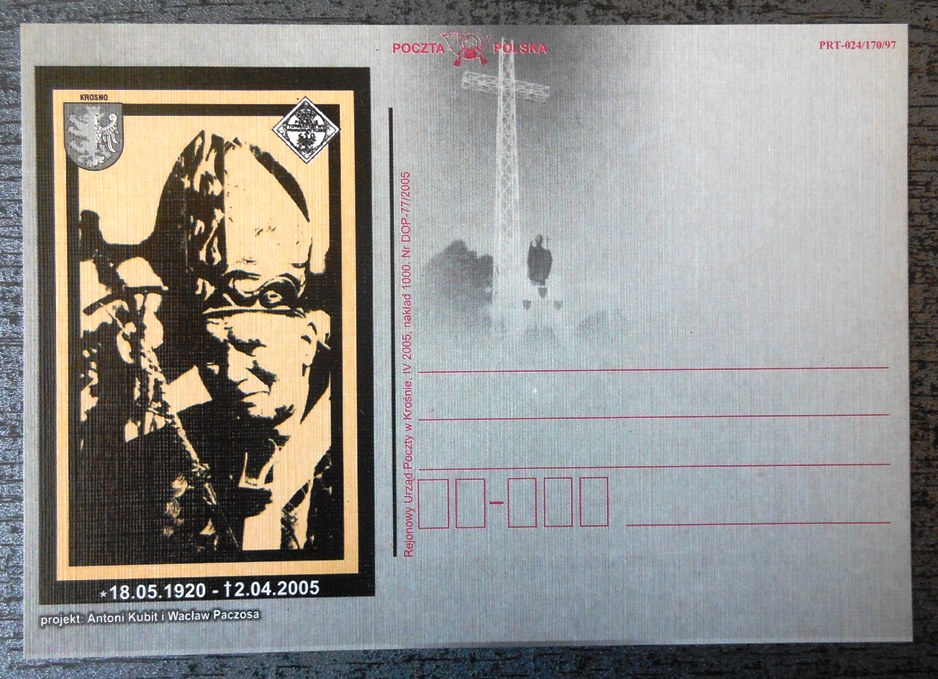 POCZTA POLSKA
PRT-024/170/97
KROSNO
Rejonowy Urząd Poczty w Krośnie, IV 2005, nakład 1000. Nr DOP-77/2005
*18.05.1920 - †2.04.2005
projekt: Antoni Kubit i Wacław Paczosa